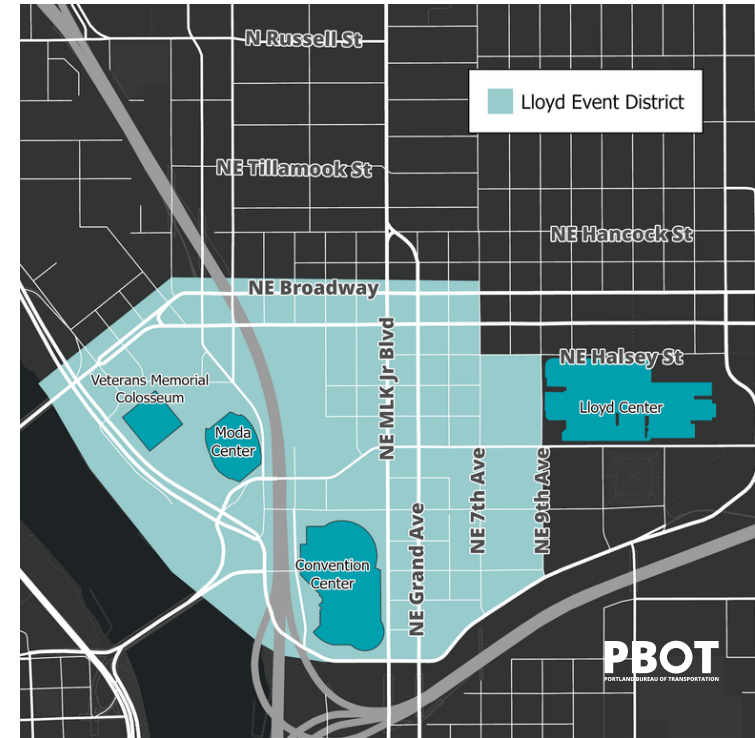 N Russell St
Lloyd Event District
NE Tillamook St
NE Hancock St
NE Broadway
NE MLK Jr Blvd
NE Halsey St
Veterans Memorial
Colosseum
Lloyd Center
Moda
Center
NE 7th Ave
NE 9th Ave
NE Grand Ave
Convention
Center
PBOT
PORTLAND BUREAU OF TRANSPORTATION